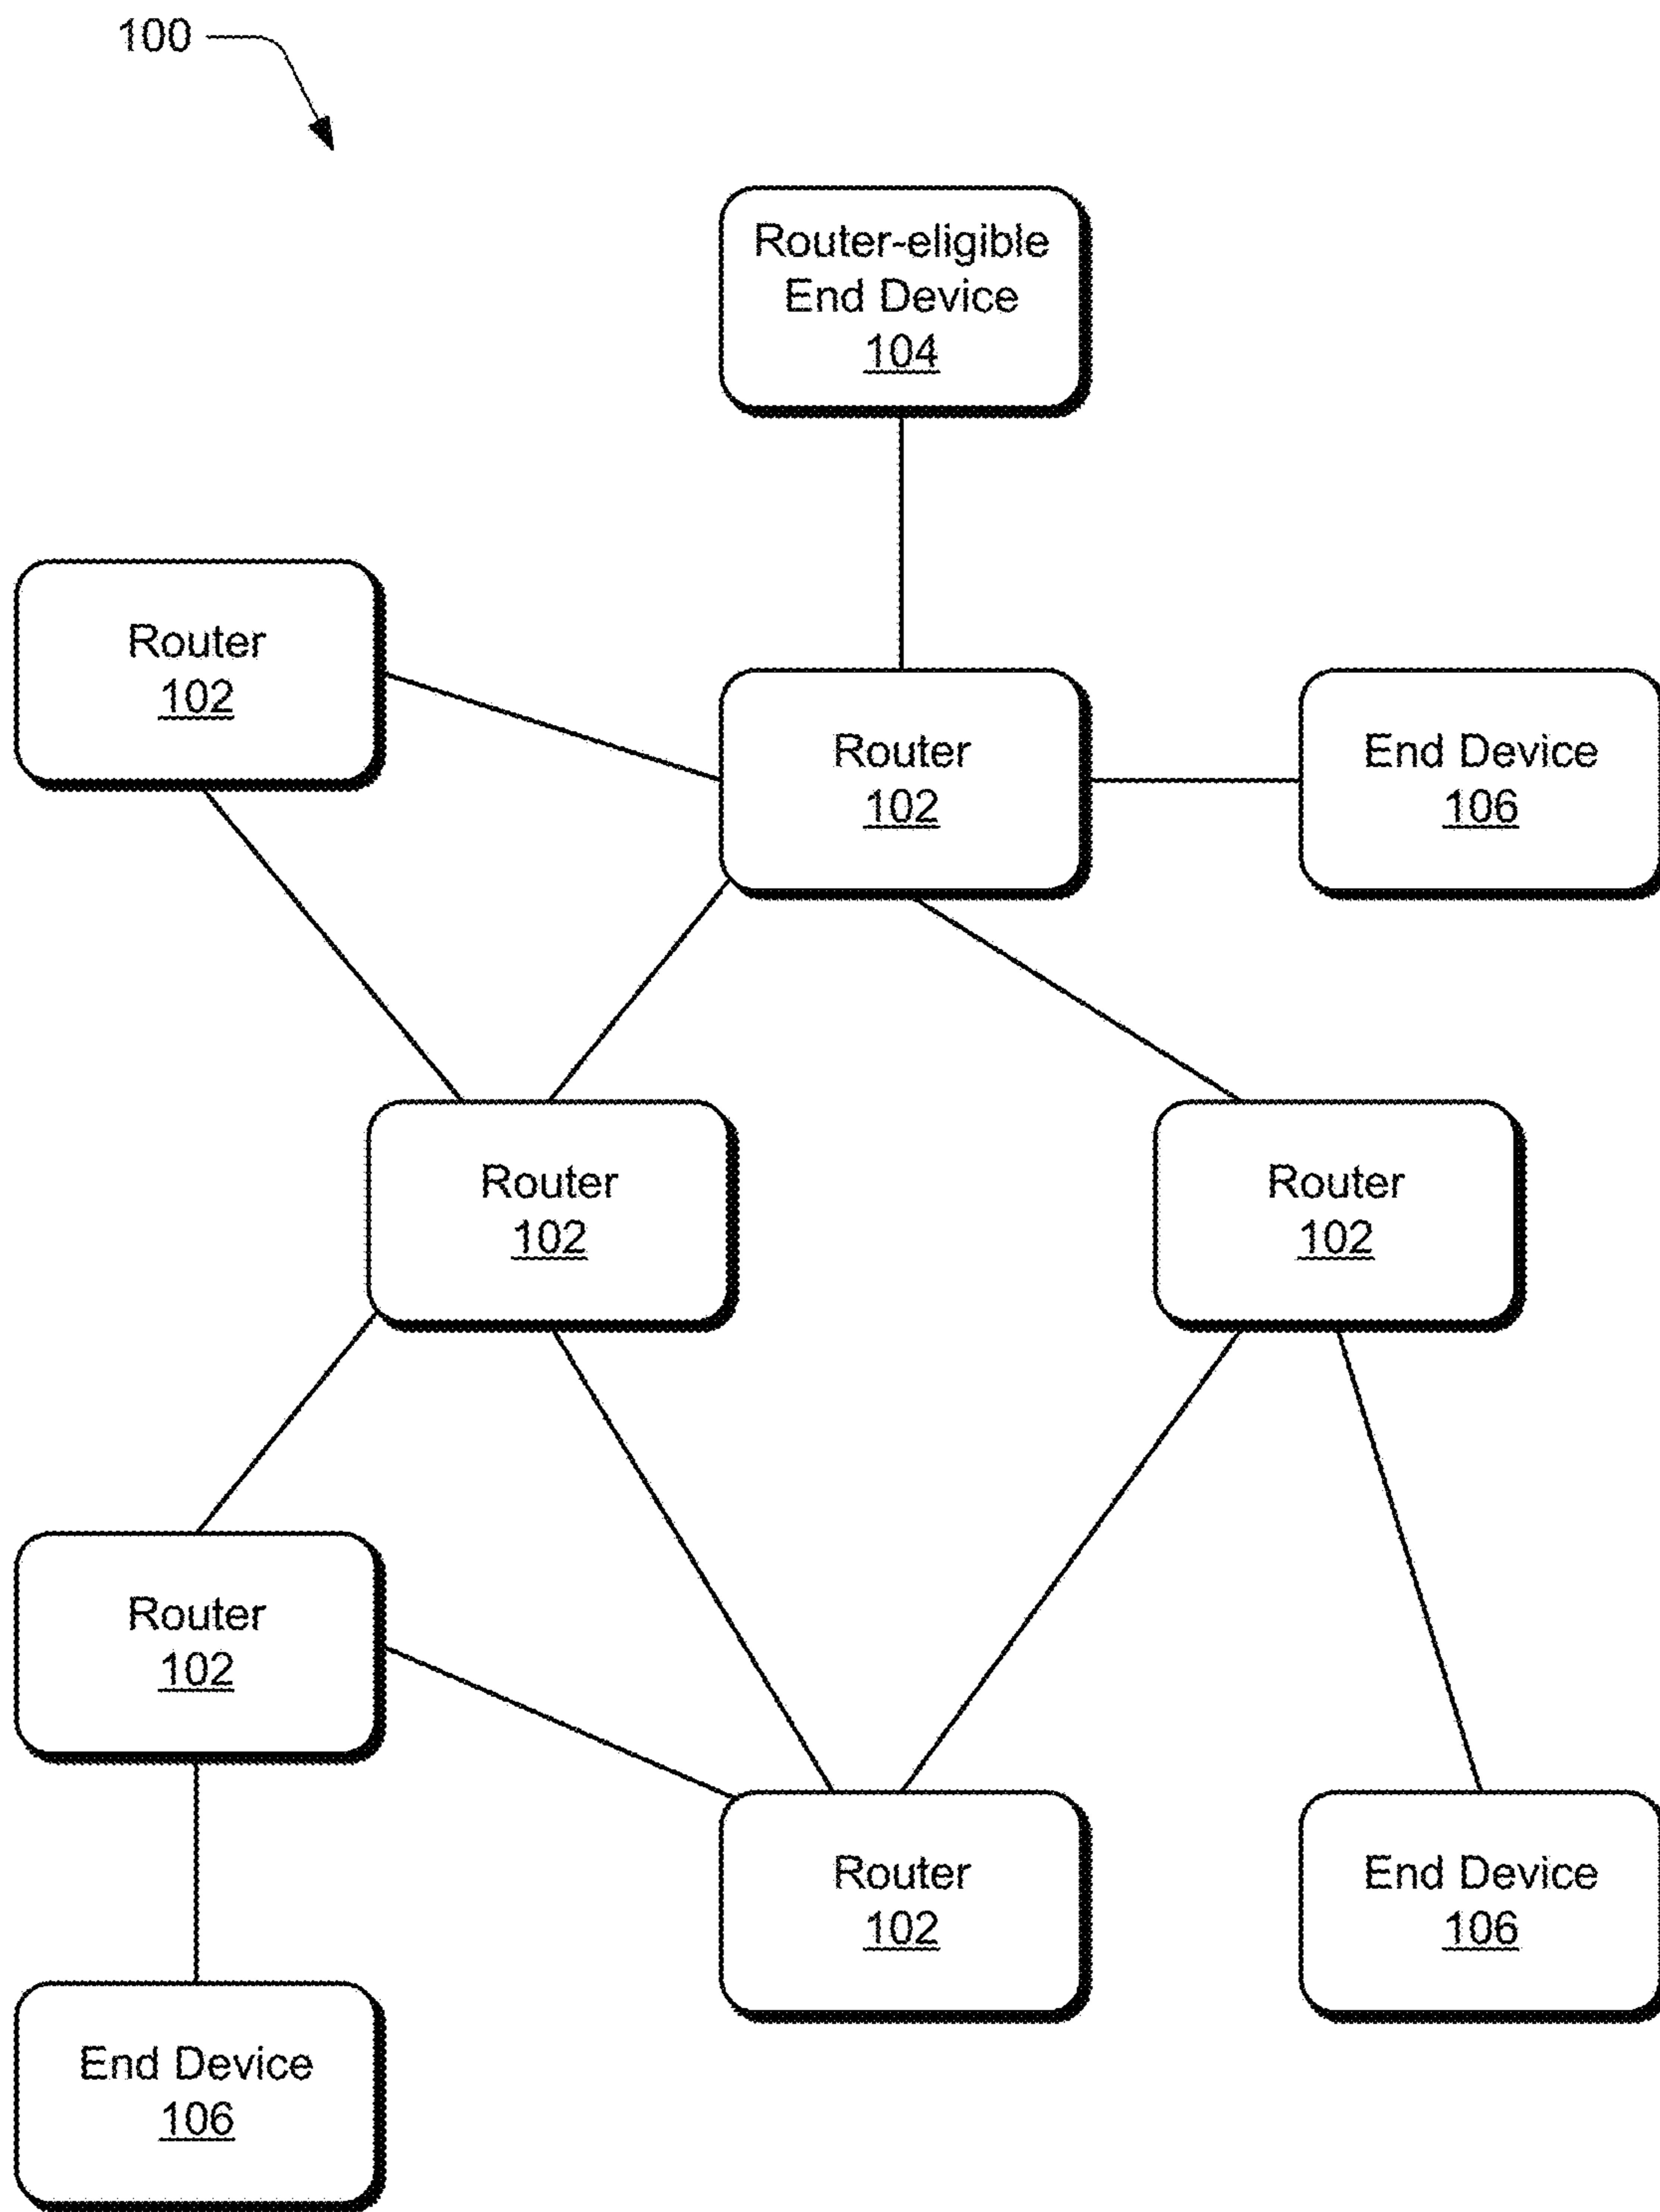 100
Router-eligible
End Device
104
Router
102
Router
102
End Device
106
Router
102
Router
102
Router
102
Router
102
End Device
106
End Device
106